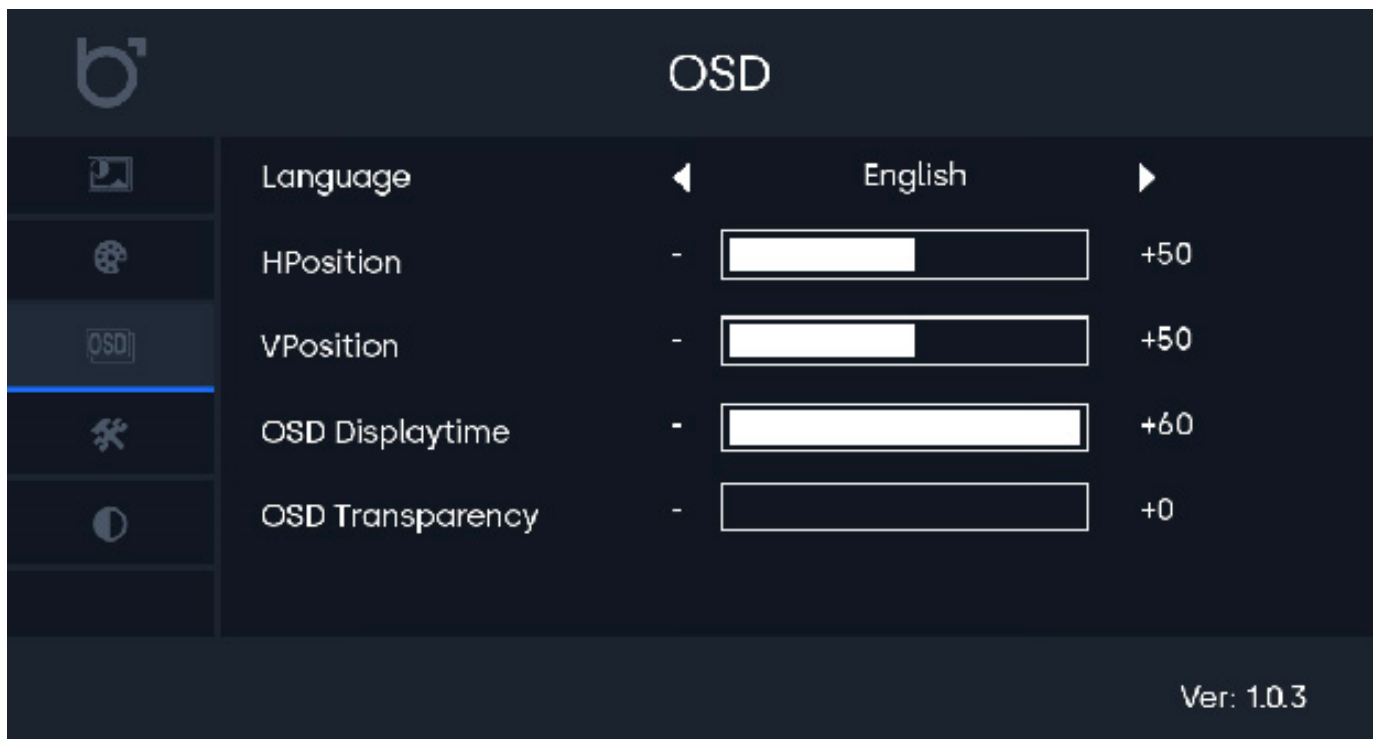 OSD
Language English
HPosition - +50
VPosition - +50
OSD
OSD Displaytime - +60
OSD Transparency - +0
Ver: 1.0.3